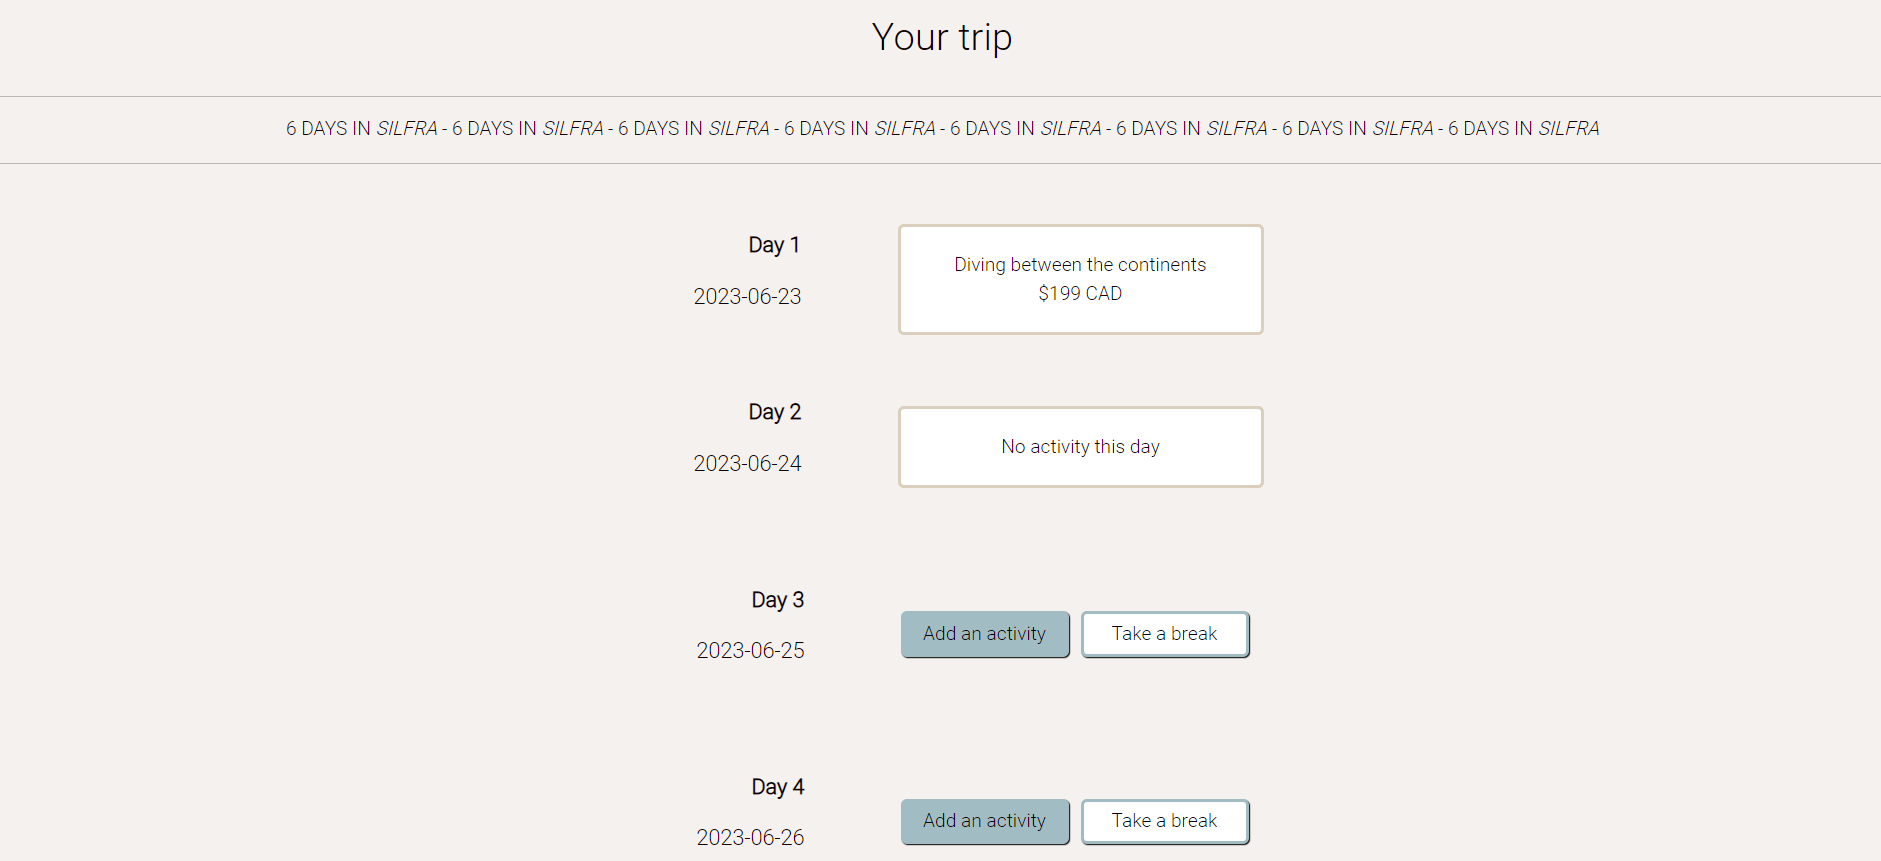 Your trip
6 DAYS IN SILFRA - 6 DAYS IN SILFRA - 6 DAYS IN SILFRA - 6 DAYS IN SILFRA - 6 DAYS IN SILFRA - 6 DAYS IN SILFRA - 6 DAYS IN SILFRA - 6 DAYS IN SILFRA
Day 1
2023-06-23
Diving between the continents
$199 CAD
Day 2
2023-06-24
No activity this day
Day 3
2023-06-25
Add an activity
Take a break
Day 4
2023-06-26
Add an activity
Take a break